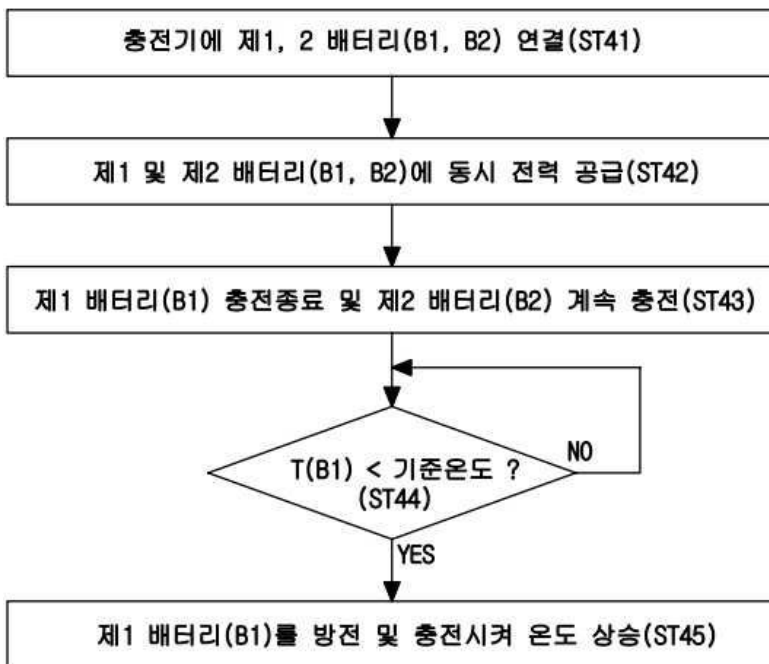 충전기에 제1, 2 배터리(B1, B2) 연결(ST41)
제1 및 제2 배터리(B1, B2)에 동시 전력 공급(ST42)
제1 배터리(B1) 충전종료 및 제2 배터리(B2) 계속 충전(ST43)
T(B1) < 기준온도 ?
(ST44)
NO
YES
제1 배터리(B1)를 방전 및 충전시켜 온도 상승(ST45)